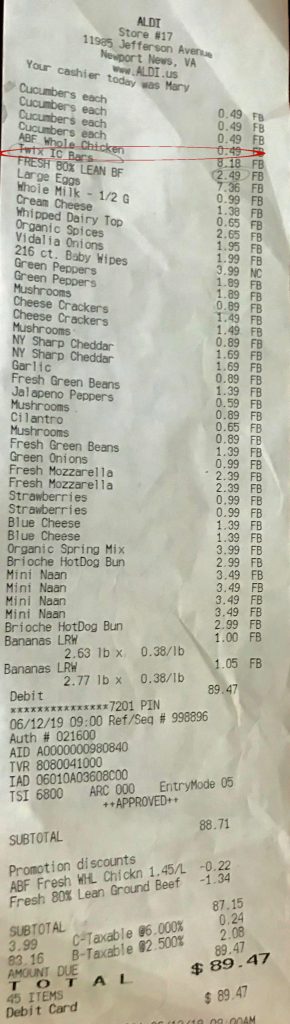 ALDI
Store #17
11985 Jefferson Avenue
Newport News, VA
www.ALDI.us
Your cashier today was Mary
Cucumbers each 0.49 FB
Cucumbers each 0.49 FB
Cucumbers each 0.49 FB
Cucumbers each 0.49 FB
ABF Whole Chicken 8.18 FB
Twix IC Bars 2.49 FB
FRESH 80% LEAN BF 7.36 FB
Large Eggs 0.99 FB
Whole Milk - 1/2 G 1.38 FB
Cream Cheese 0.65 FB
Whipped Dairy Top 2.65 FB
Organic Spices 1.95 FB
Vidalia Onions 1.99 FB
216 ct. Baby Wipes 3.99 NC
Green Peppers 1.89 FB
Green Peppers 1.89 FB
Mushrooms 0.89 FB
Cheese Crackers 1.49 FB
Cheese Crackers 1.49 FB
Mushrooms 0.89 FB
NY Sharp Cheddar 1.69 FB
NY Sharp Cheddar 1.69 FB
Garlic 0.89 FB
Fresh Green Beans 1.39 FB
Jalapeno Peppers 0.59 FB
Mushrooms 0.89 FB
Cilantro 0.65 FB
Mushrooms 0.89 FB
Fresh Green Beans 1.39 FB
Green Onions 0.99 FB
Fresh Mozzarella 2.39 FB
Fresh Mozzarella 2.39 FB
Strawberries 0.99 FB
Strawberries 0.99 FB
Blue Cheese 1.39 FB
Blue Cheese 1.39 FB
Organic Spring Mix 3.99 FB
Brioche HotDog Bun 2.99 FB
Mini Naan 3.49 FB
Mini Naan 3.49 FB
Mini Naan 3.49 FB
Mini Naan 3.49 FB
Brioche HotDog Bun 2.99 FB
Bananas LRW 1.00 FB
2.63 lb x 0.38/lb
Bananas LRW 1.05 FB
2.77 lb x 0.38/lb
Debit 89.47
***************7201 PIN
06/12/19 09:00 Ref/Seq # 998896
Auth # 021600
AID A0000000980840
TVR 8080041000
IAD 06010A03608C00
TSI 6800 ARC 000 EntryMode 05
++APPROVED++
SUBTOTAL 88.71
Promotion discounts
ABF Fresh WHL Chickn 1.45/L -0.22
Fresh 80% Lean Ground Beef -1.34
SUBTOTAL 87.15
3.99 C-Taxable @6.000% 0.24
83.16 B-Taxable @2.500% 2.08
AMOUNT DUE 89.47
TOTAL $ 89.47
45 ITEMS
Debit Card $ 89.47